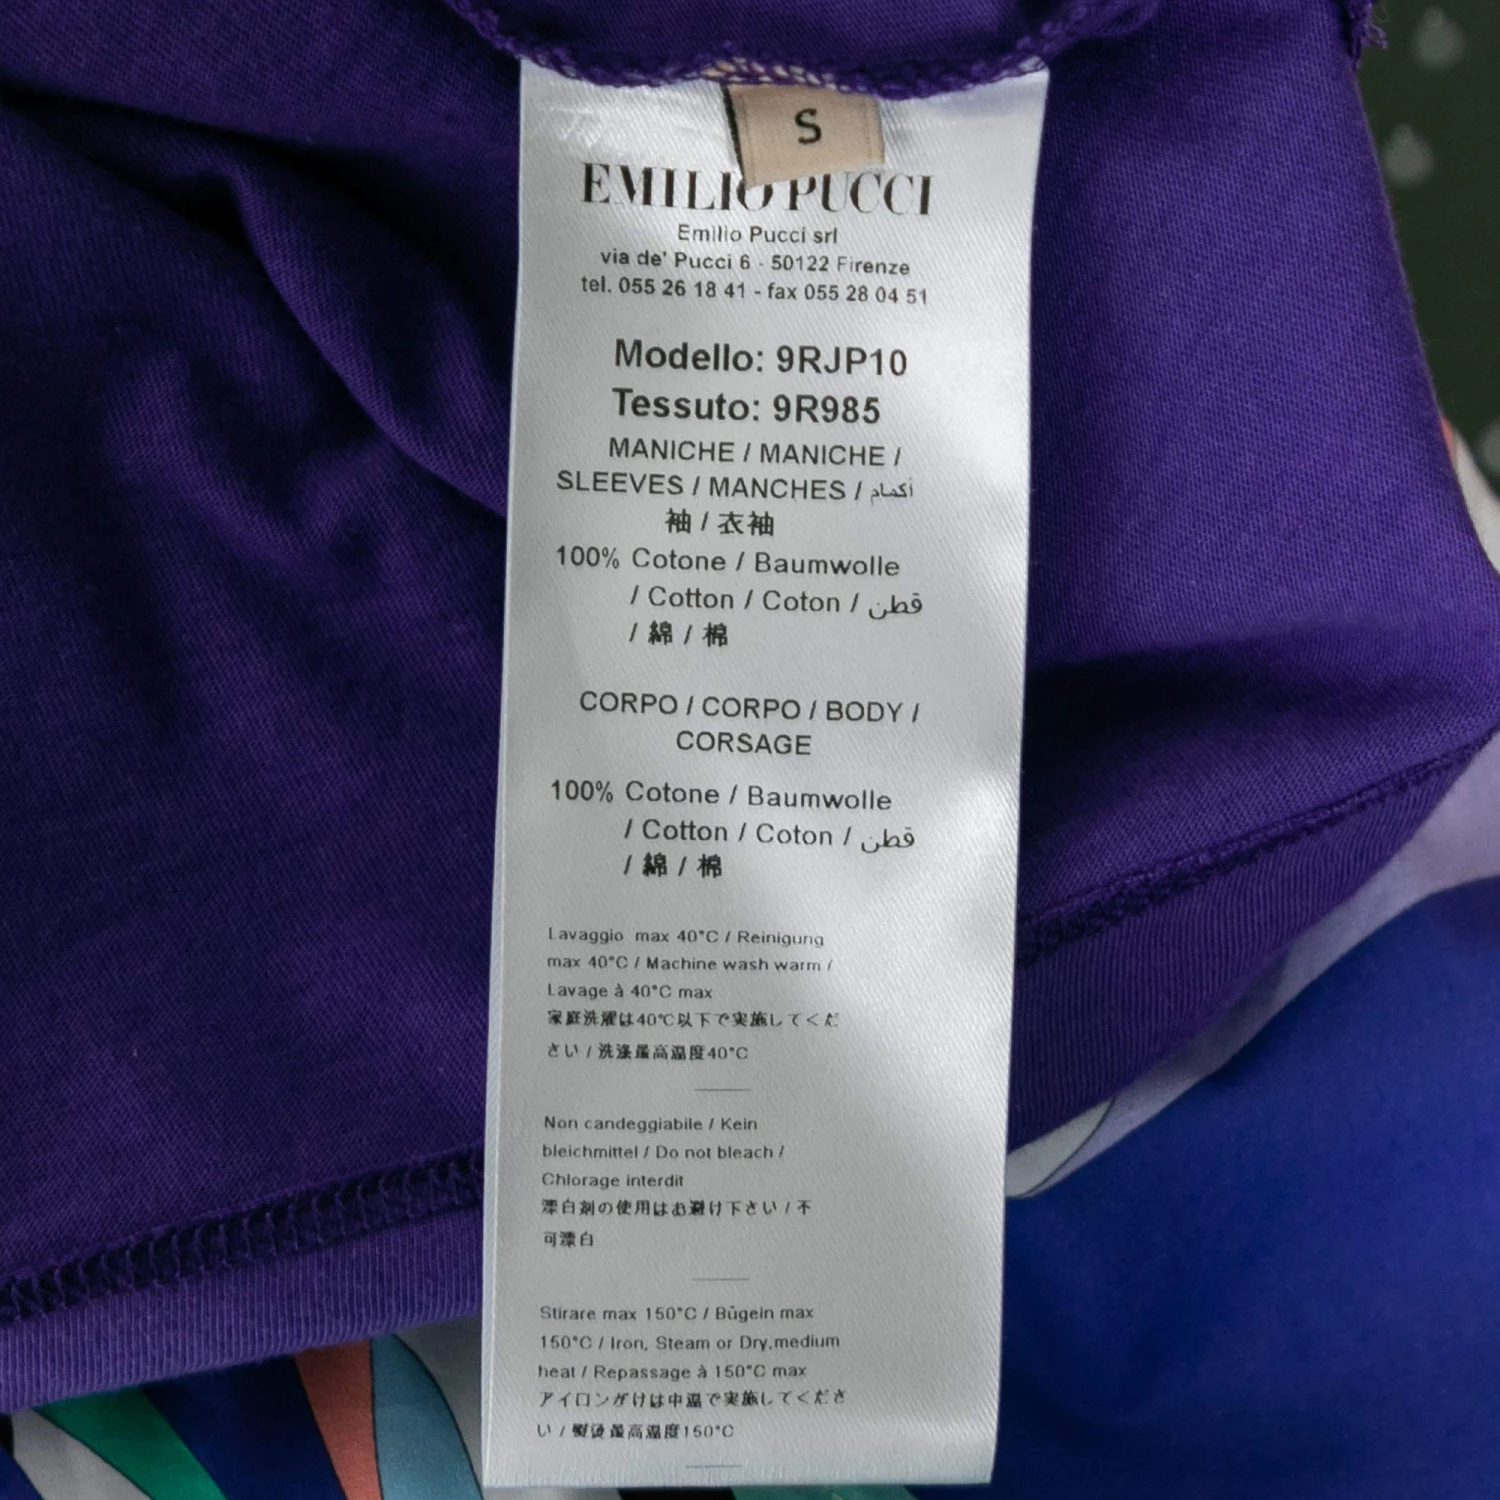 S
EMILIO PUCCI
Emilio Pucci srl
via de' Pucci 6 - 50122 Firenze
tel. 055 26 18 41 - fax 055 28 04 51
Modello: 9RJP10
Tessuto: 9R985
MANICHE / MANICHE /
SLEEVES / MANCHES / أكمام
袖 / 衣袖
100% Cotone / Baumwolle
/ Cotton / Coton / قطن
/ 綿 / 棉
CORPO / CORPO / BODY /
CORSAGE
100% Cotone / Baumwolle
/ Cotton / Coton / قطن
/ 綿 / 棉
Lavaggio max 40°C / Reinigung
max 40°C / Machine wash warm /
Lavage à 40°C max
家庭洗濯は40℃以下で実施してくだ
さい / 洗滌最高温度40°C
Non candeggiabile / Kein
bleichmittel / Do not bleach /
Chlorage interdit
漂白剤の使用はお避け下さい / 不
可漂白
Stirare max 150°C / Bügeln max
150°C / Iron, Steam or Dry,medium
heat / Repassage à 150°C max
アイロンがけは中温で実施してくださ
い / 熨烫最高温度150°C